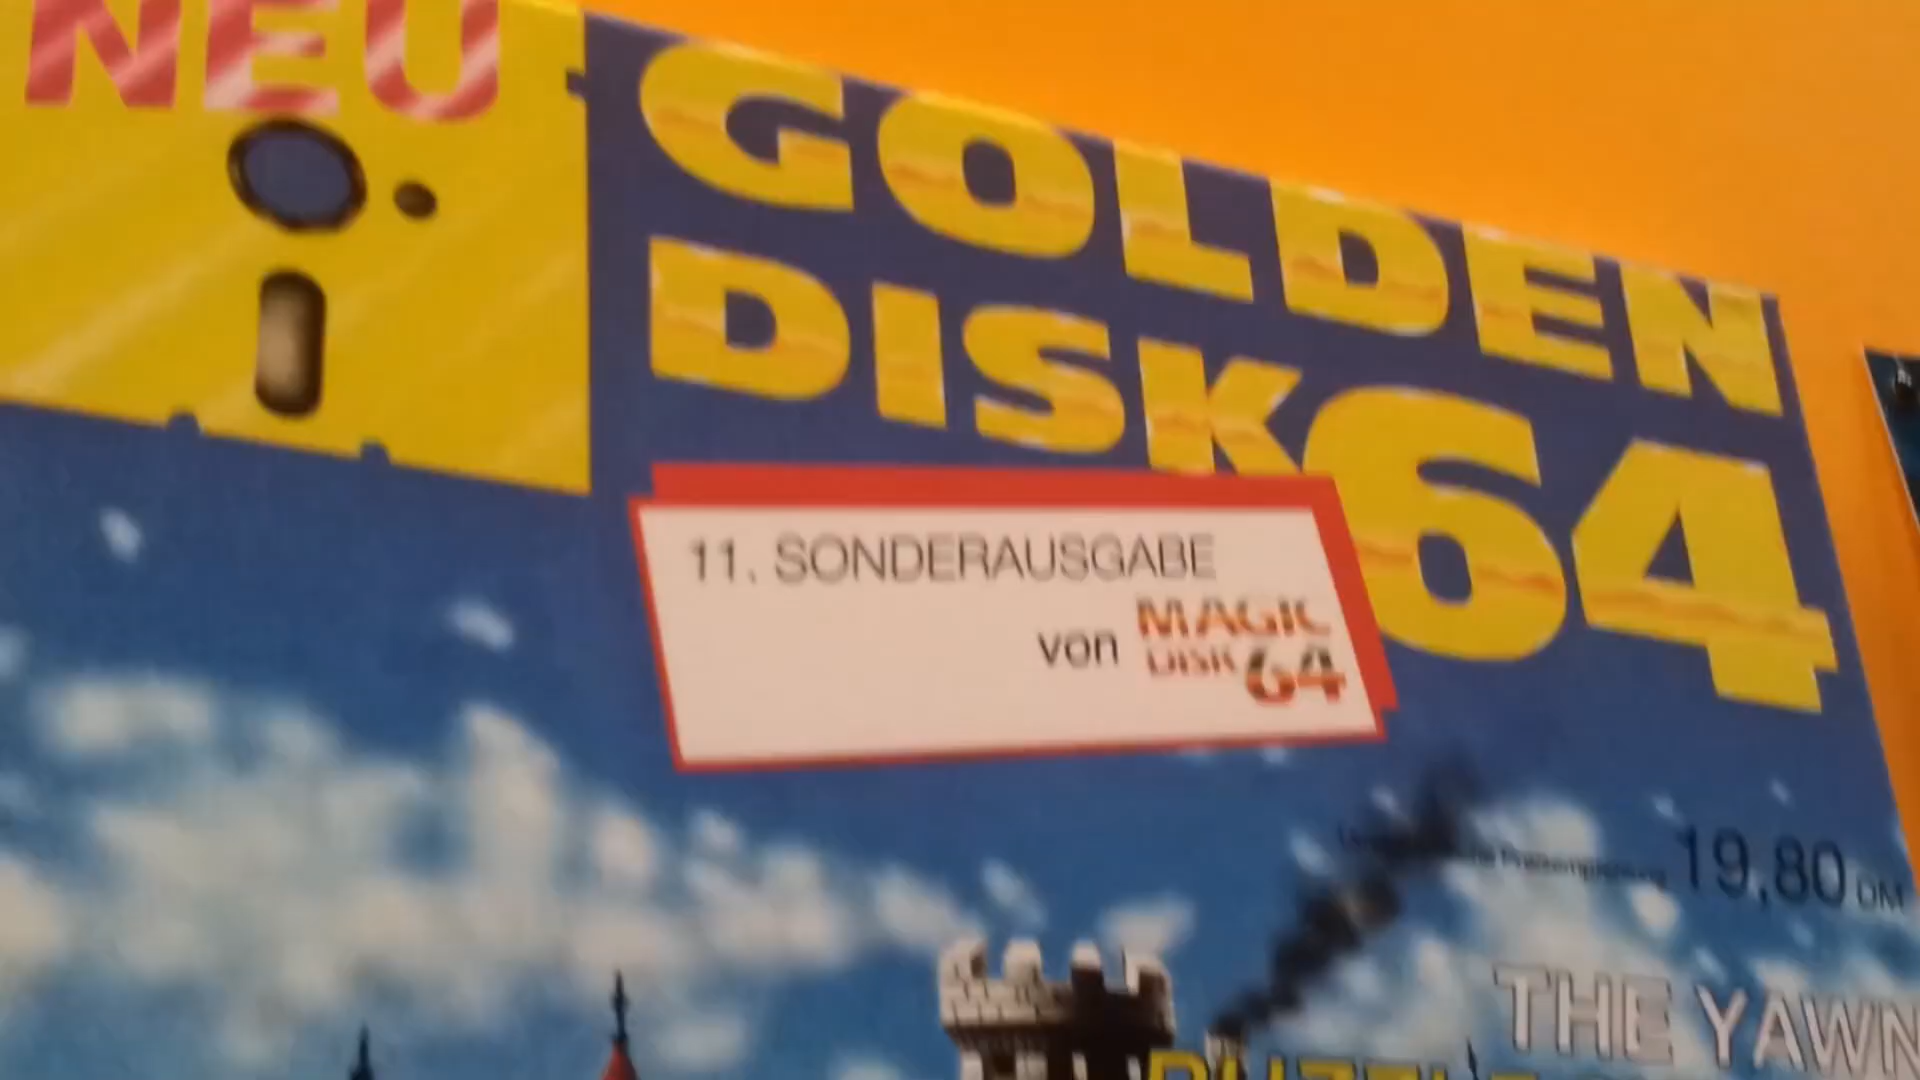 NEU
GOLDEN
DISK 64
11. SONDERAUSGABE
von MAGIC
DISK 64
19,80 DM
THE YAWN